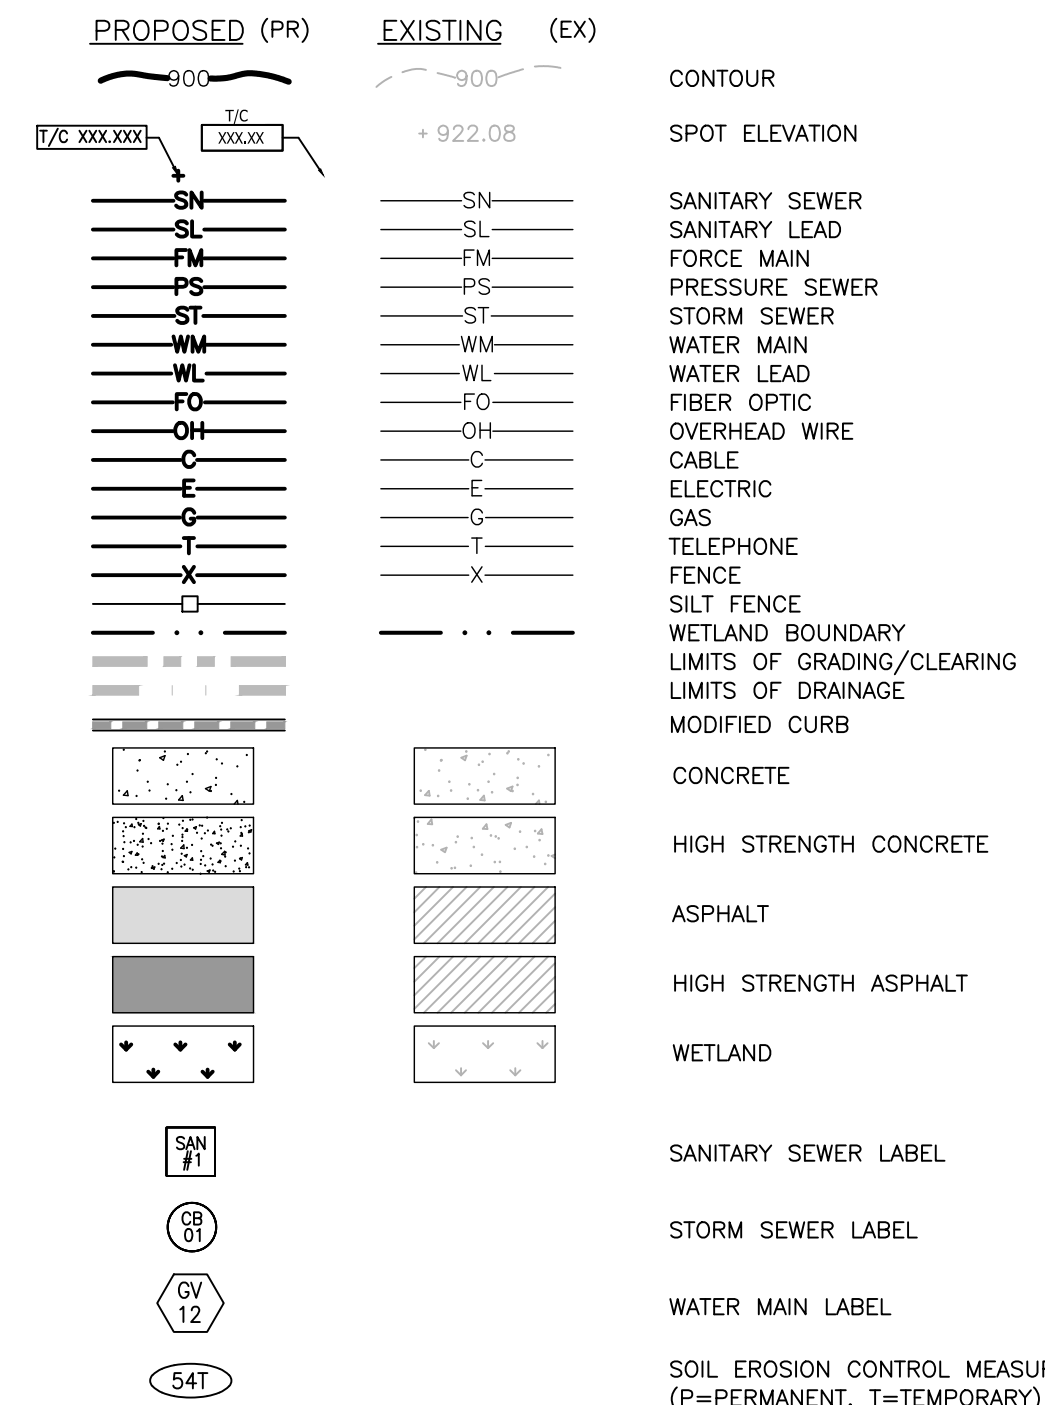 PROPOSED (PR) EXISTING (EX)
900 900 CONTOUR
T/C XXX.XXX T/C XXX.XX + 922.08 SPOT ELEVATION
SN SN SANITARY SEWER
SL SL SANITARY LEAD
FM FM FORCE MAIN
PS PS PRESSURE SEWER
ST ST STORM SEWER
WM WM WATER MAIN
WL WL WATER LEAD
FO FO FIBER OPTIC
OH OH OVERHEAD WIRE
C C CABLE
E E ELECTRIC
G G GAS
T T TELEPHONE
X X FENCE
SILT FENCE
WETLAND BOUNDARY
LIMITS OF GRADING/CLEARING
LIMITS OF DRAINAGE
MODIFIED CURB
CONCRETE
HIGH STRENGTH CONCRETE
ASPHALT
HIGH STRENGTH ASPHALT
WETLAND
SAN
#1
SANITARY SEWER LABEL
CB
01
STORM SEWER LABEL
GV
12
WATER MAIN LABEL
54T
SOIL EROSION CONTROL
(P=PERMANENT, T=TEMPORARY)